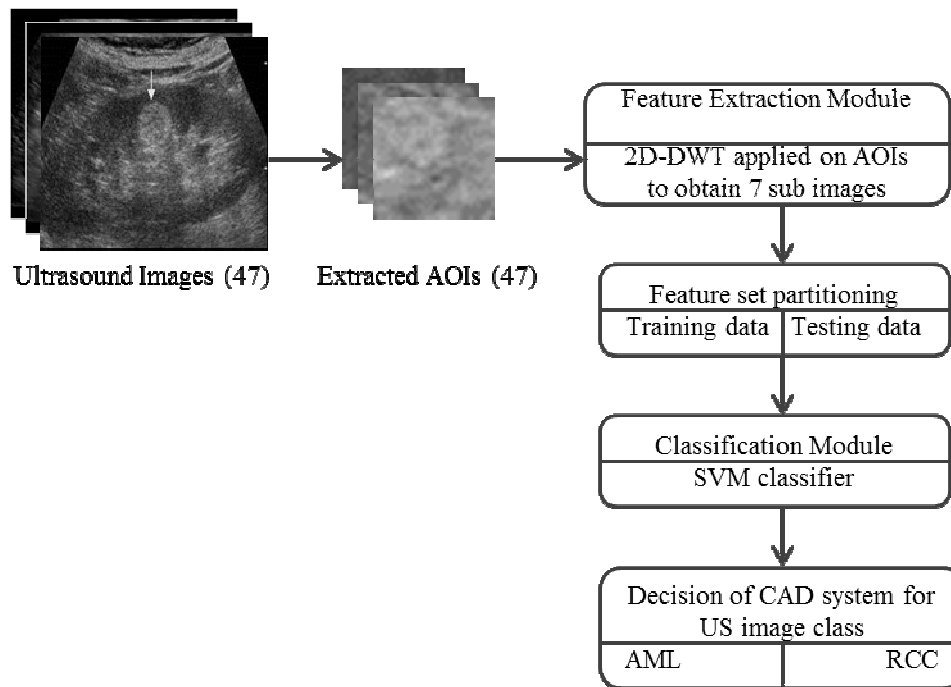 Ultrasound Images (47)
Extracted AOIs (47)
Feature Extraction Module
2D-DWT applied on AOIs
to obtain 7 sub images
Feature set partitioning
Training data
Testing data
Classification Module
SVM classifier
Decision of CAD system for
US image class
AML
RCC